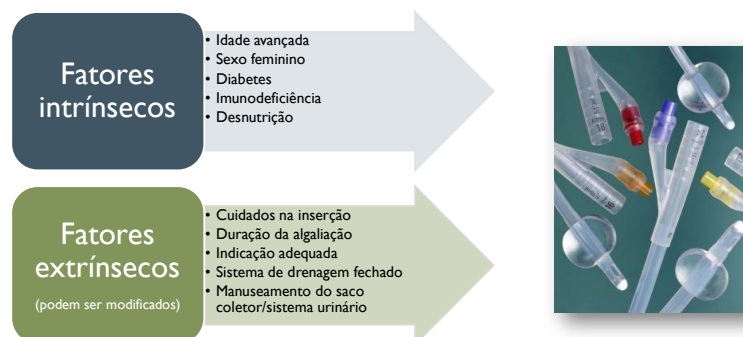 Fatores
intrínsecos
• Idade avançada
• Sexo feminino
• Diabetes
• Imunodeficiência
• Desnutrição
Fatores
extrínsecos
(podem ser modificados)
• Cuidados na inserção
• Duração da algaliação
• Indicação adequada
• Sistema de drenagem fechado
• Manuseamento do saco
coletor/sistema urinário